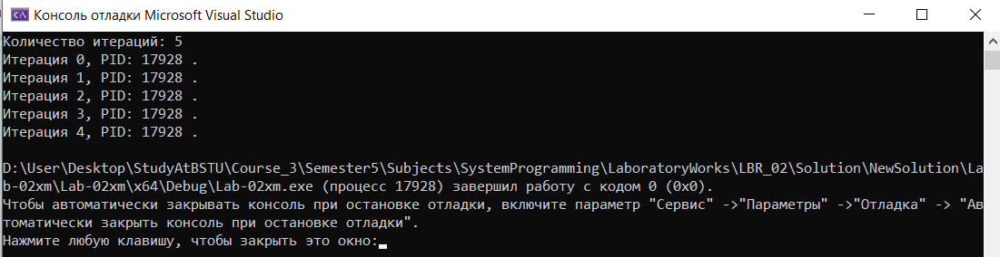 Консоль отладки Microsoft Visual Studio
Количество итераций: 5
Итерация 0, PID: 17928 .
Итерация 1, PID: 17928 .
Итерация 2, PID: 17928 .
Итерация 3, PID: 17928 .
Итерация 4, PID: 17928 .
D:\User\Desktop\StudyAtBSTU\Course_3\Semester5\Subjects\SystemProgramming\LaboratoryWorks\LBR_02\Solution\NewSolution\La
b-02xm\Lab-02xm\x64\Debug\Lab-02xm.exe (процесс 17928) завершил работу с кодом 0 (0x0).
Чтобы автоматически закрывать консоль при остановке отладки, включите параметр "Сервис" ->"Параметры" ->"Отладка" -> "Ав
томатически закрыть консоль при остановке отладки".
Нажмите любую клавишу, чтобы закрыть это окно: